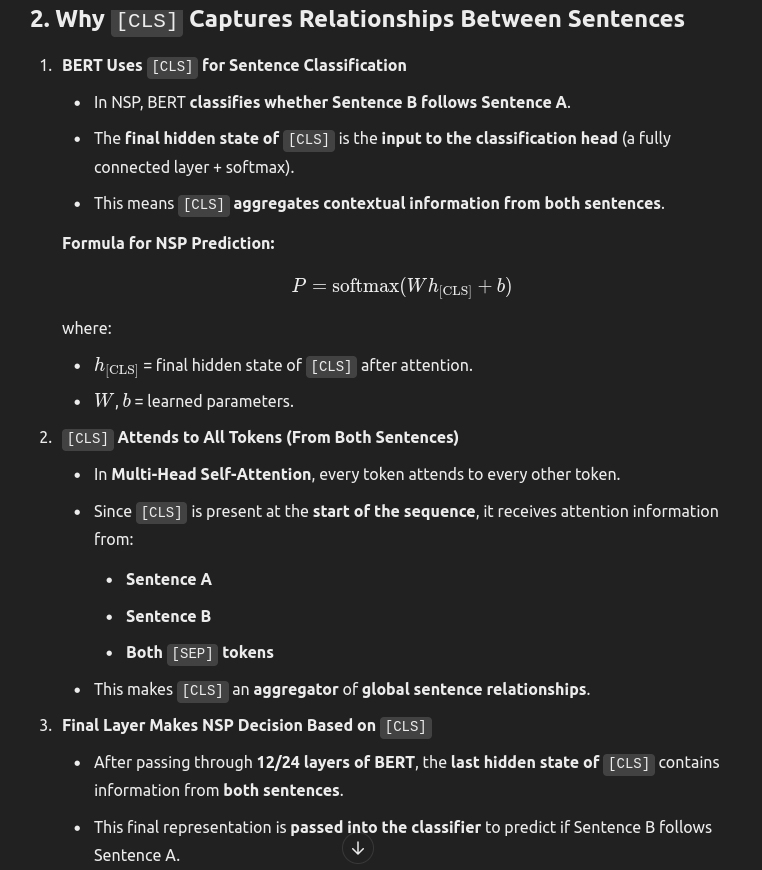 2. Why [CLS] Captures Relationships Between Sentences
1. BERT Uses [CLS] for Sentence Classification
• In NSP, BERT classifies whether Sentence B follows Sentence A.
• The final hidden state of [CLS] is the input to the classification head (a fully
connected layer + softmax).
• This means [CLS] aggregates contextual information from both sentences.
Formula for NSP Prediction:
P = softmax(Wh[CLS] + b)
where:
• h[CLS] = final hidden state of [CLS] after attention.
• W, b = learned parameters.
2. [CLS] Attends to All Tokens (From Both Sentences)
• In Multi-Head Self-Attention, every token attends to every other token.
• Since [CLS] is present at the start of the sequence, it receives attention information
from:
• Sentence A
• Sentence B
• Both [SEP] tokens
• This makes [CLS] an aggregator of global sentence relationships.
3. Final Layer Makes NSP Decision Based on [CLS]
• After passing through 12/24 layers of BERT, the last hidden state of [CLS] contains
information from both sentences.
• This final representation is passed into the classifier to predict if Sentence B follows
Sentence A.